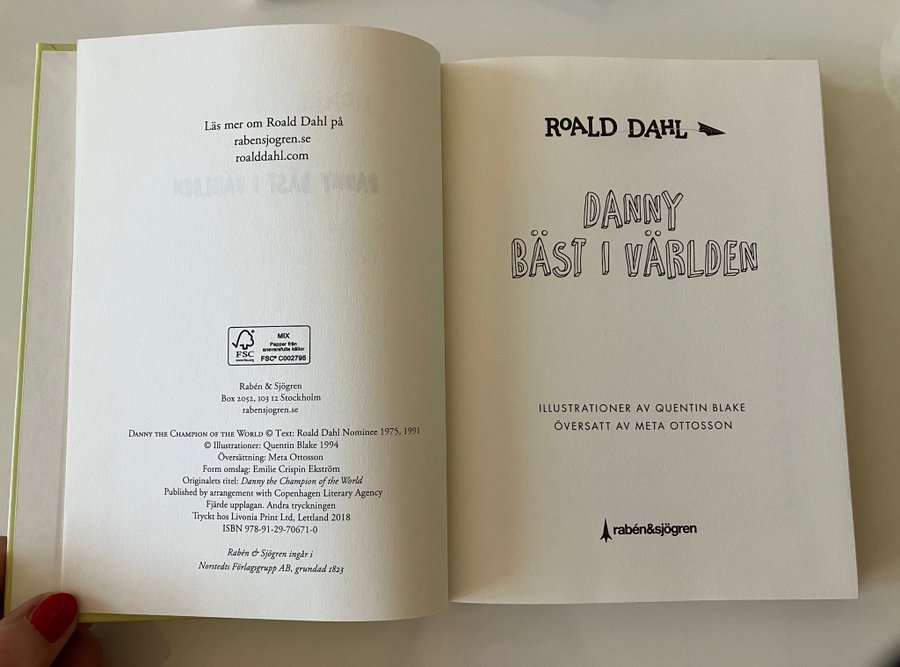 Läs mer om Roald Dahl på
rabensjogren.se
roalddahl.com
FSC
www.fsc.org
MIX
Papper från
ansvarsfulla källor
FSC® C002795
Rabén & Sjögren
Box 2052, 103 12 Stockholm
rabensjogren.se
Danny the Champion of the World © Text: Roald Dahl Nominee 1975, 1991
© Illustrationer: Quentin Blake 1994
Översättning: Meta Ottosson
Form omslag: Emilie Crispin Ekström
Originalets titel: Danny the Champion of the World
Published by arrangement with Copenhagen Literary Agency
Fjärde upplagan. Andra tryckningen
Tryckt hos Livonia Print Ltd, Lettland 2018
ISBN 978-91-29-70671-0
Rabén & Sjögren ingår i
Norstedts Förlagsgrupp AB, grundad 1823
ROALD DAHL
DANNY
BÄST I VÄRLDEN
ILLUSTRATIONER AV QUENTIN BLAKE
ÖVERSATT AV META OTTOSSON
rabén&sjögren